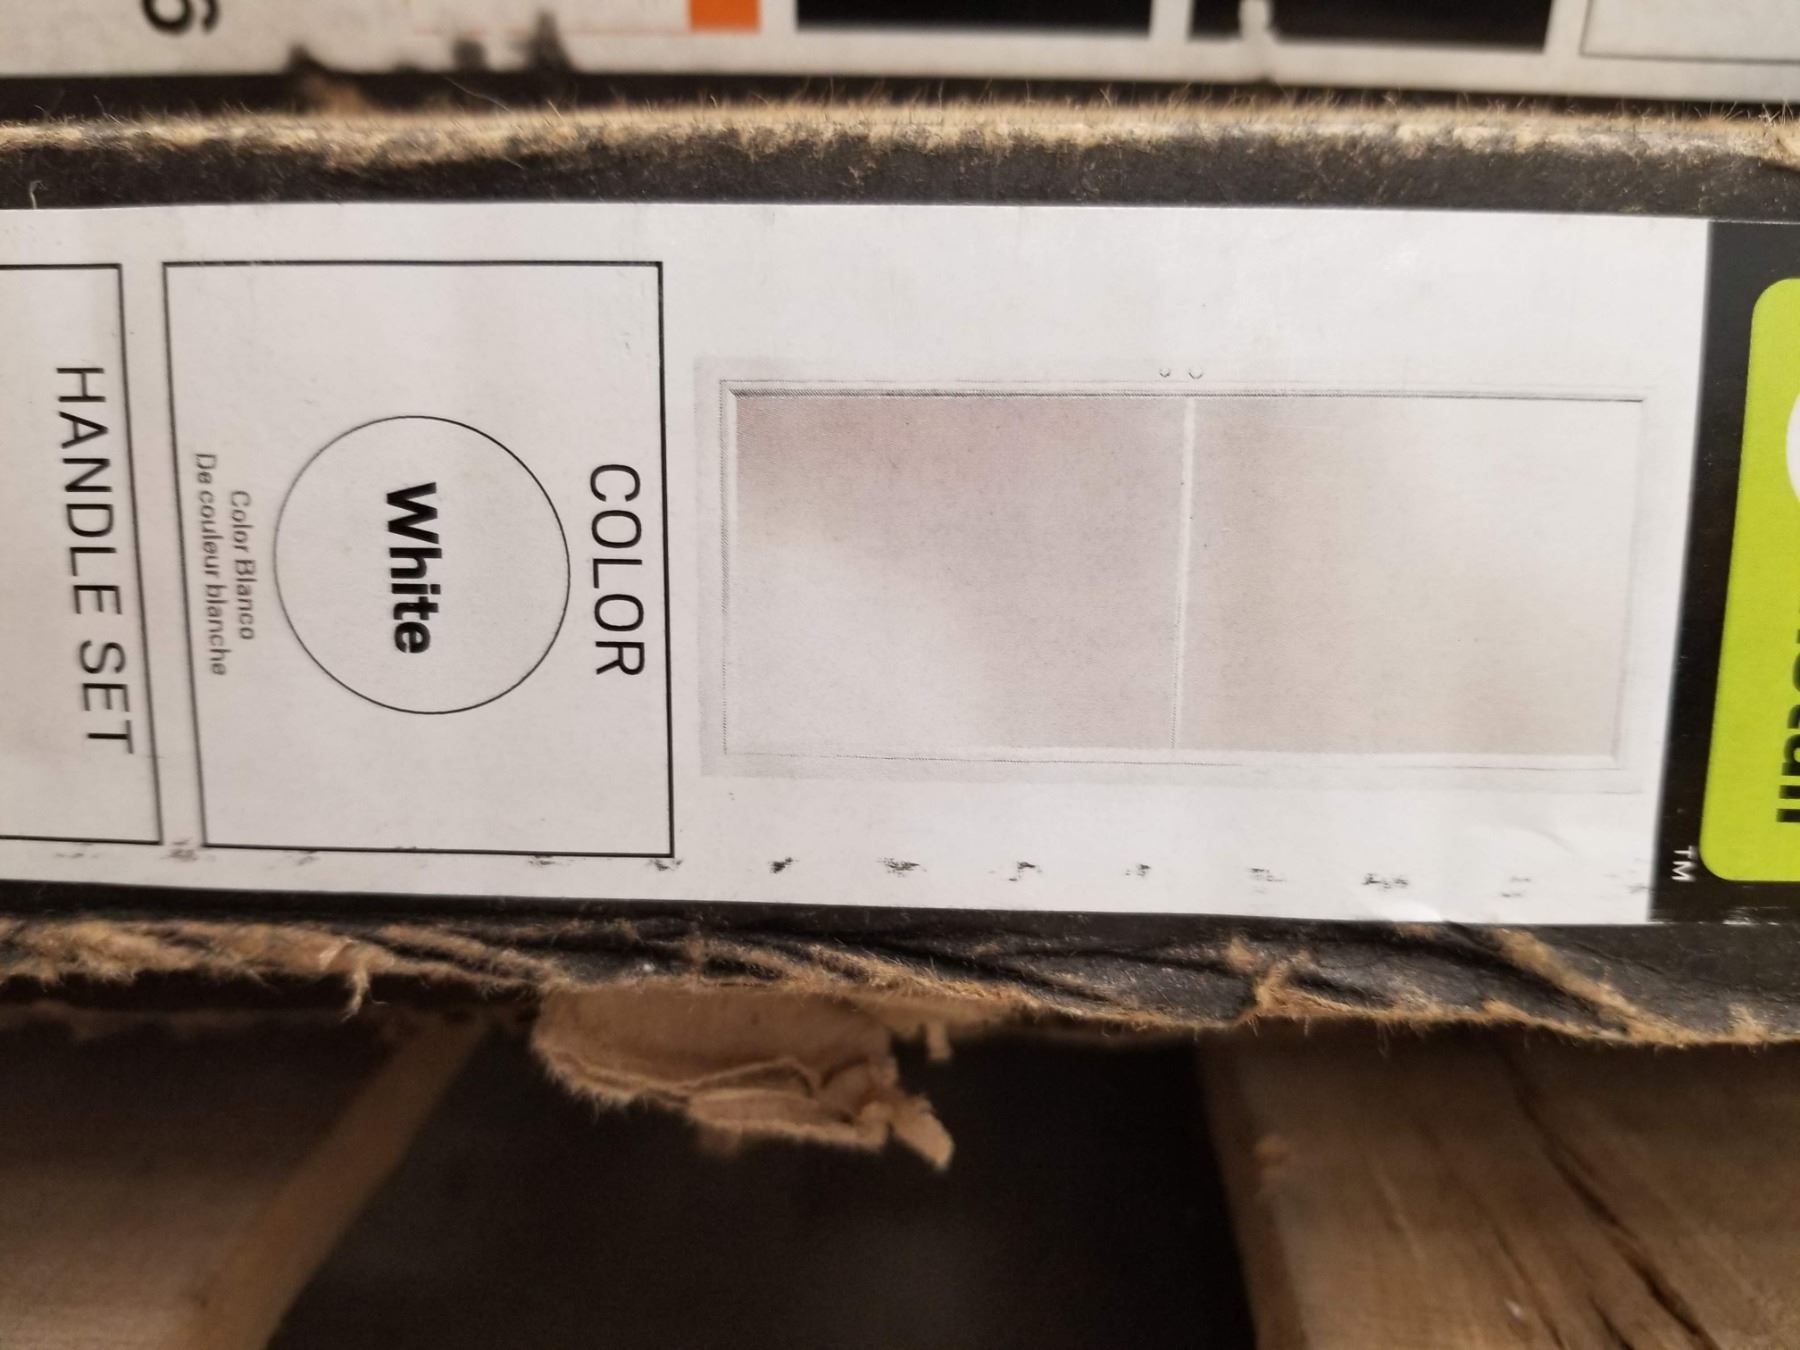 TM
COLOR
White
Color Blanco
De couleur blanche
HANDLE SET